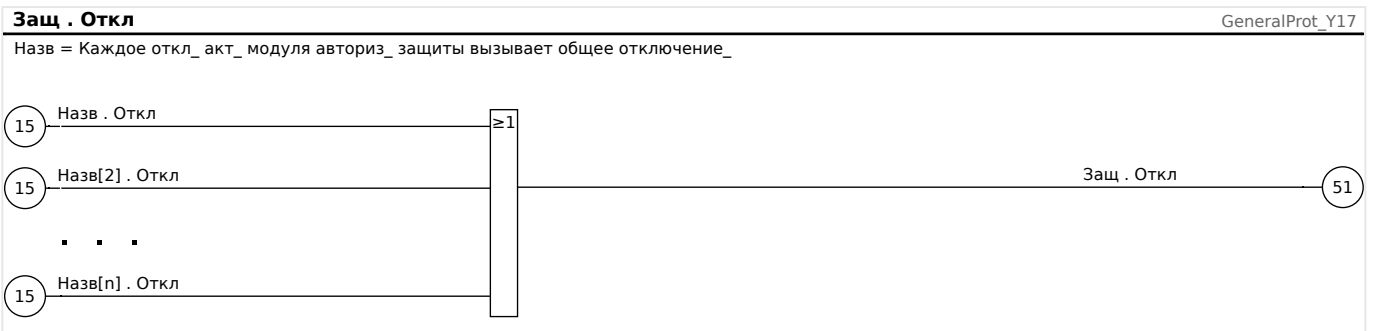 Защ . Откл
GeneralProt_Y17
Назв = Каждое откл_ акт_ модуля авториз_ защиты вызывает общее отключение_
Назв . Откл
15
≥1
Назв[2] . Откл
15
Защ . Откл
51
. . .
Назв[n] . Откл
15